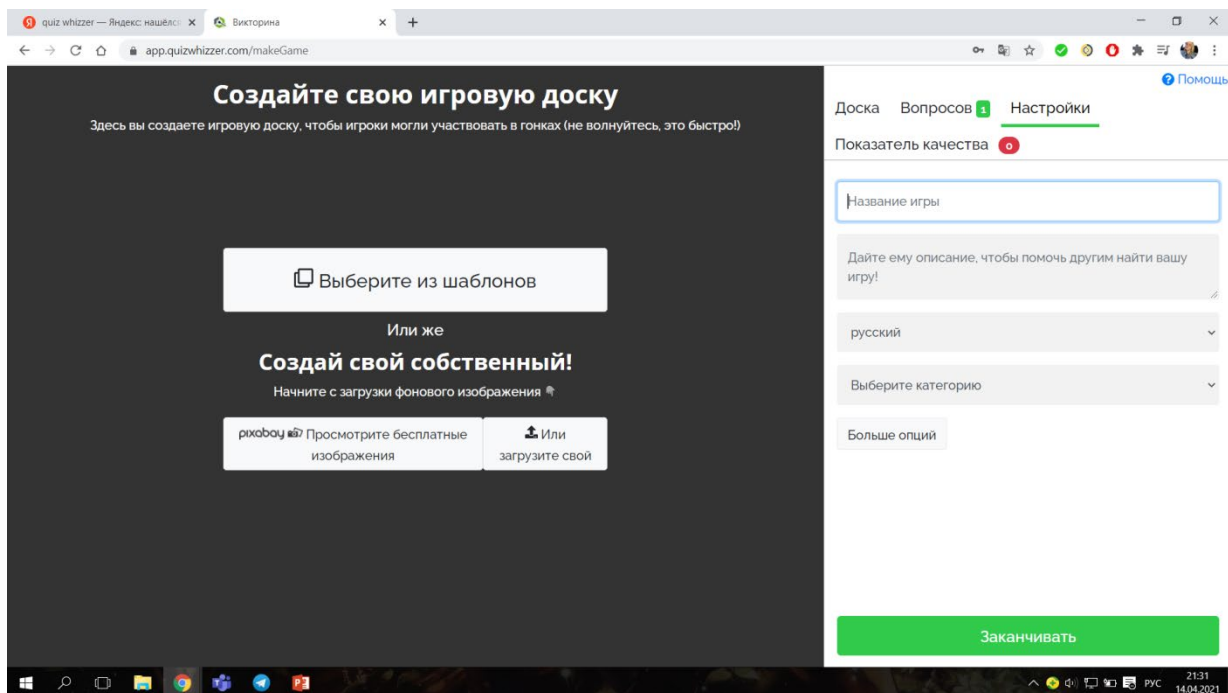 quiz whizzer — Яндекс: нашёлс
Викторина
app.quizwhizzer.com/makeGame
Создайте свою игровую доску
Здесь вы создаете игровую доску, чтобы игроки могли участвовать в гонках (не волнуйтесь, это быстро!)
Выберите из шаблонов
Или же
Создай свой собственный!
Начните с загрузки фонового изображения
pixabay Просмотрите бесплатные
изображения
Или
загрузите свой
Помощь
Доска Вопросов 1 Настройки
Показатель качества 0
Название игры
Дайте ему описание, чтобы помочь другим найти вашу
игру!
русский
Выберите категорию
Больше опций
Заканчивать
РУС
21:31
14.04.2021